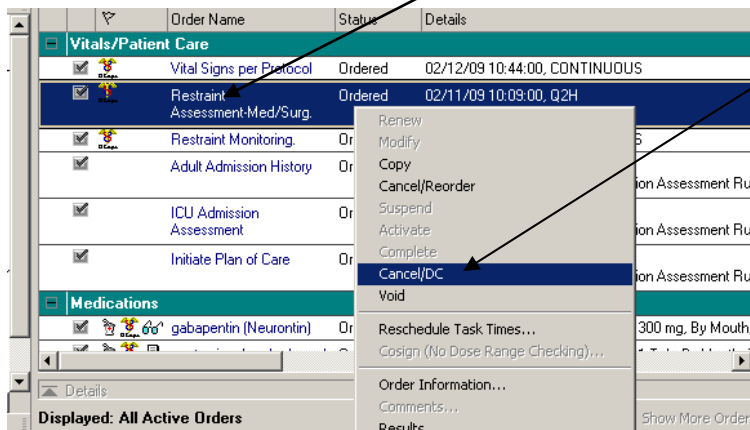 Order Name Status Details
Vitals/Patient Care
Vital Signs per Protocol Ordered 02/12/09 10:44:00, CONTINUOUS
Restraint Ordered 02/11/09 10:09:00, Q2H
Assessment-Med/Surg.
Restraint Monitoring.
Adult Admission History
ion Assessment Ru
ICU Admission
Assessment
ion Assessment Ru
Initiate Plan of Care
ion Assessment Ru
Medications
gabapentin (Neurontin) 300 mg, By Mouth,
Renew
Modify
Copy
Cancel/Reorder
Suspend
Activate
Complete
Cancel/DC
Void
Reschedule Task Times...
Cosign (No Dose Range Checking)...
Order Information...
Comments...
Results
Details
Displayed: All Active Orders Show More Order